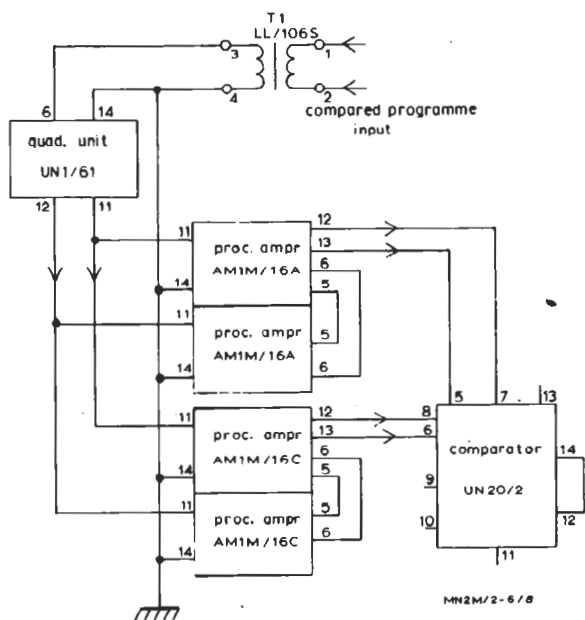 T1
LL/106S
3
1
4
2
compared programme
input
6
14
quad. unit
UN1/61
12
11
11
proc. ampr
AM1M/16A
12
13
6
5
14
11
proc. ampr
AM1M/16A
5
6
14
11
proc. ampr
AM1M/16C
12
13
6
5
14
11
proc. ampr
AM1M/16C
5
6
14
5
7
13
8
6
comparator
UN20/2
14
9
12
10
11
MN2M/2-6/8